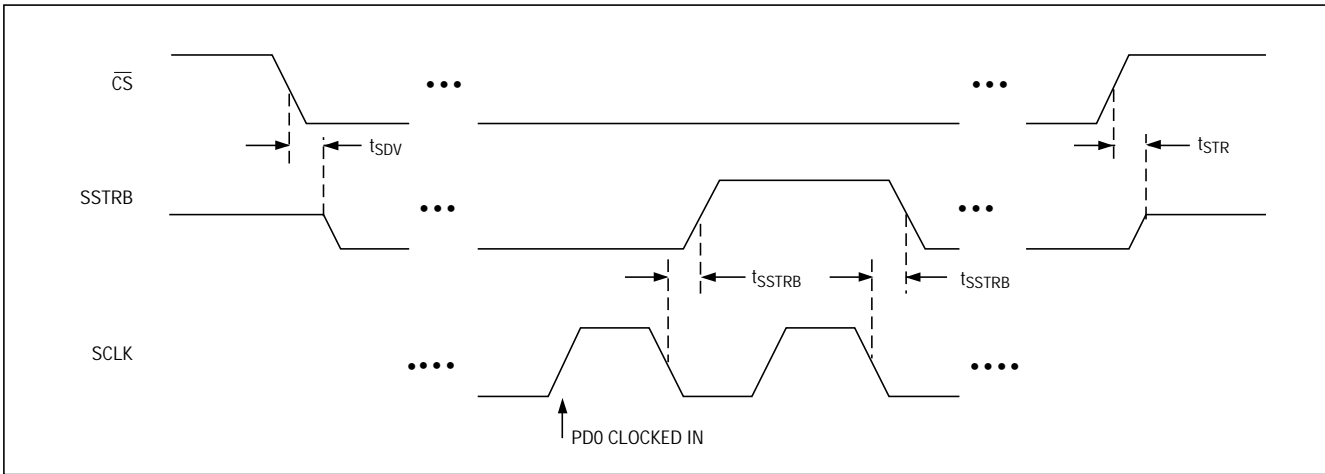 CS
tSDV
tSTR
SSTRB
tSSTRB
tSSTRB
SCLK
PD0 CLOCKED IN